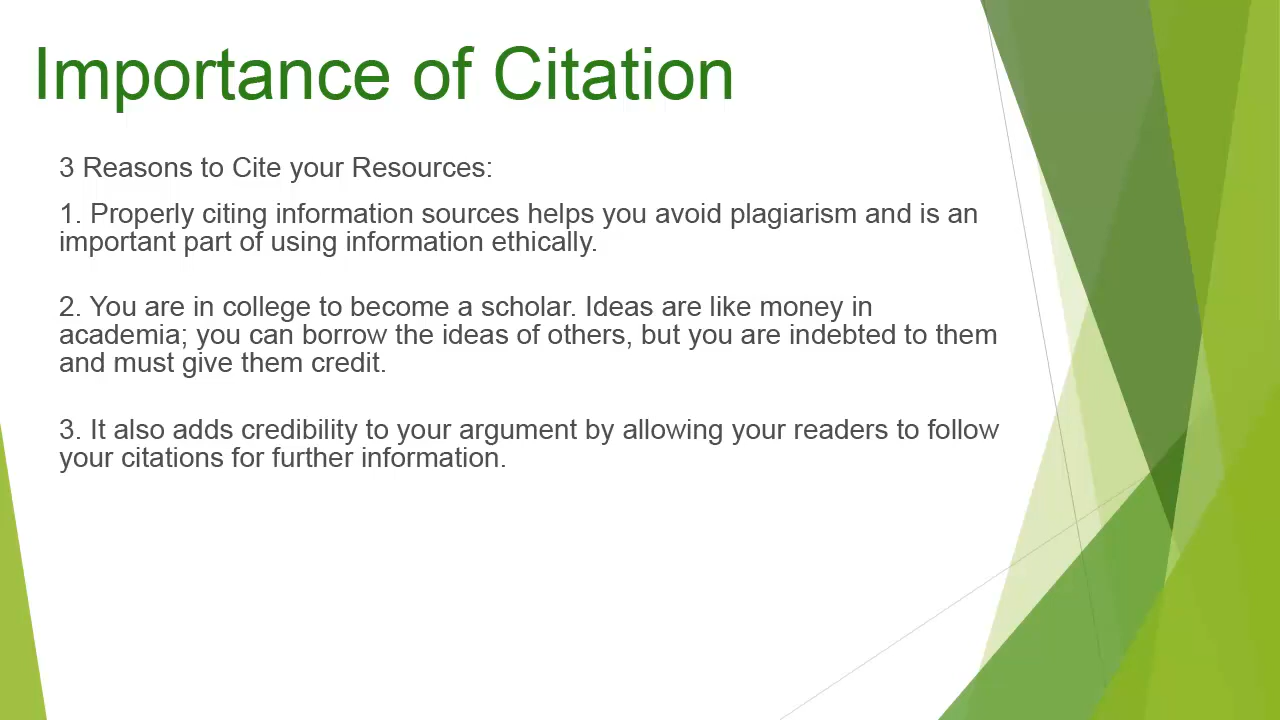 Importance of Citation
3 Reasons to Cite your Resources:
1. Properly citing information sources helps you avoid plagiarism and is an
important part of using information ethically.
2. You are in college to become a scholar. Ideas are like money in
academia; you can borrow the ideas of others, but you are indebted to them
and must give them credit.
3. It also adds credibility to your argument by allowing your readers to follow
your citations for further information.